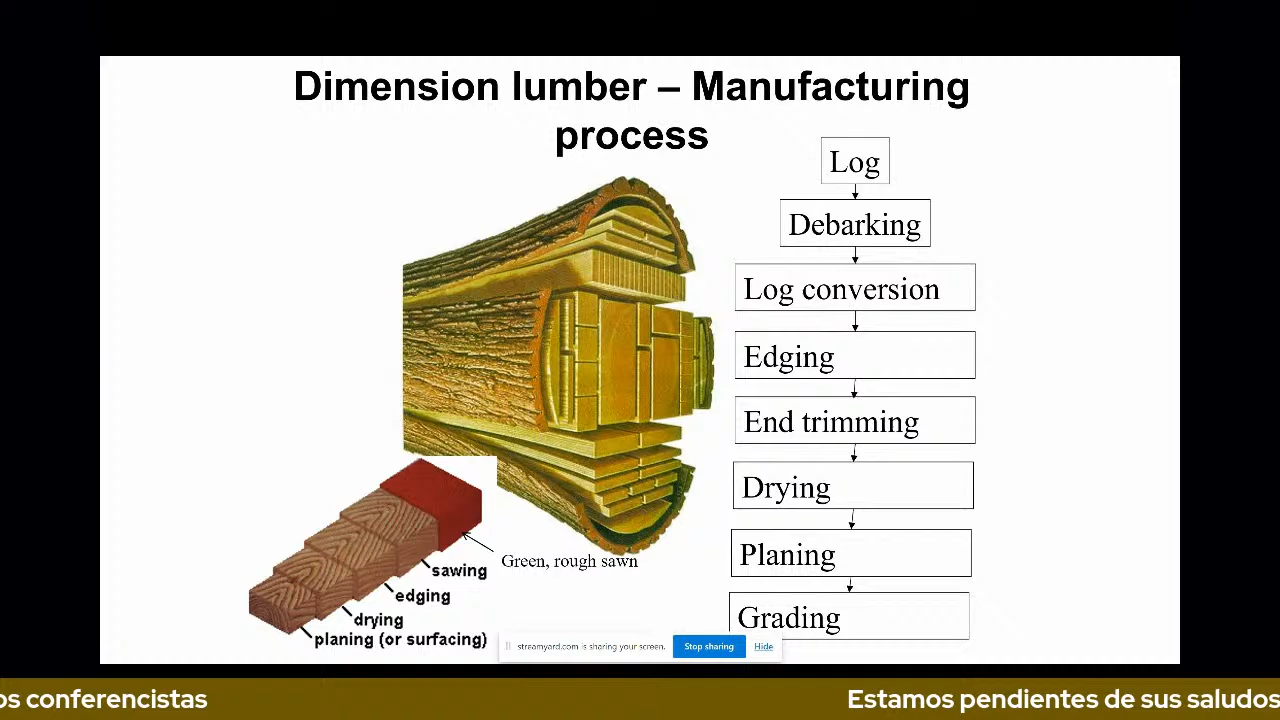 Dimension lumber – Manufacturing
process
Log
Debarking
Log conversion
Edging
End trimming
Drying
Planing
Grading
Green, rough sawn
sawing
edging
drying
planing (or surfacing)
streamyard.com is sharing your screen.
Stop sharing
Hide
os conferencistas
Estamos pendientes de sus saludos